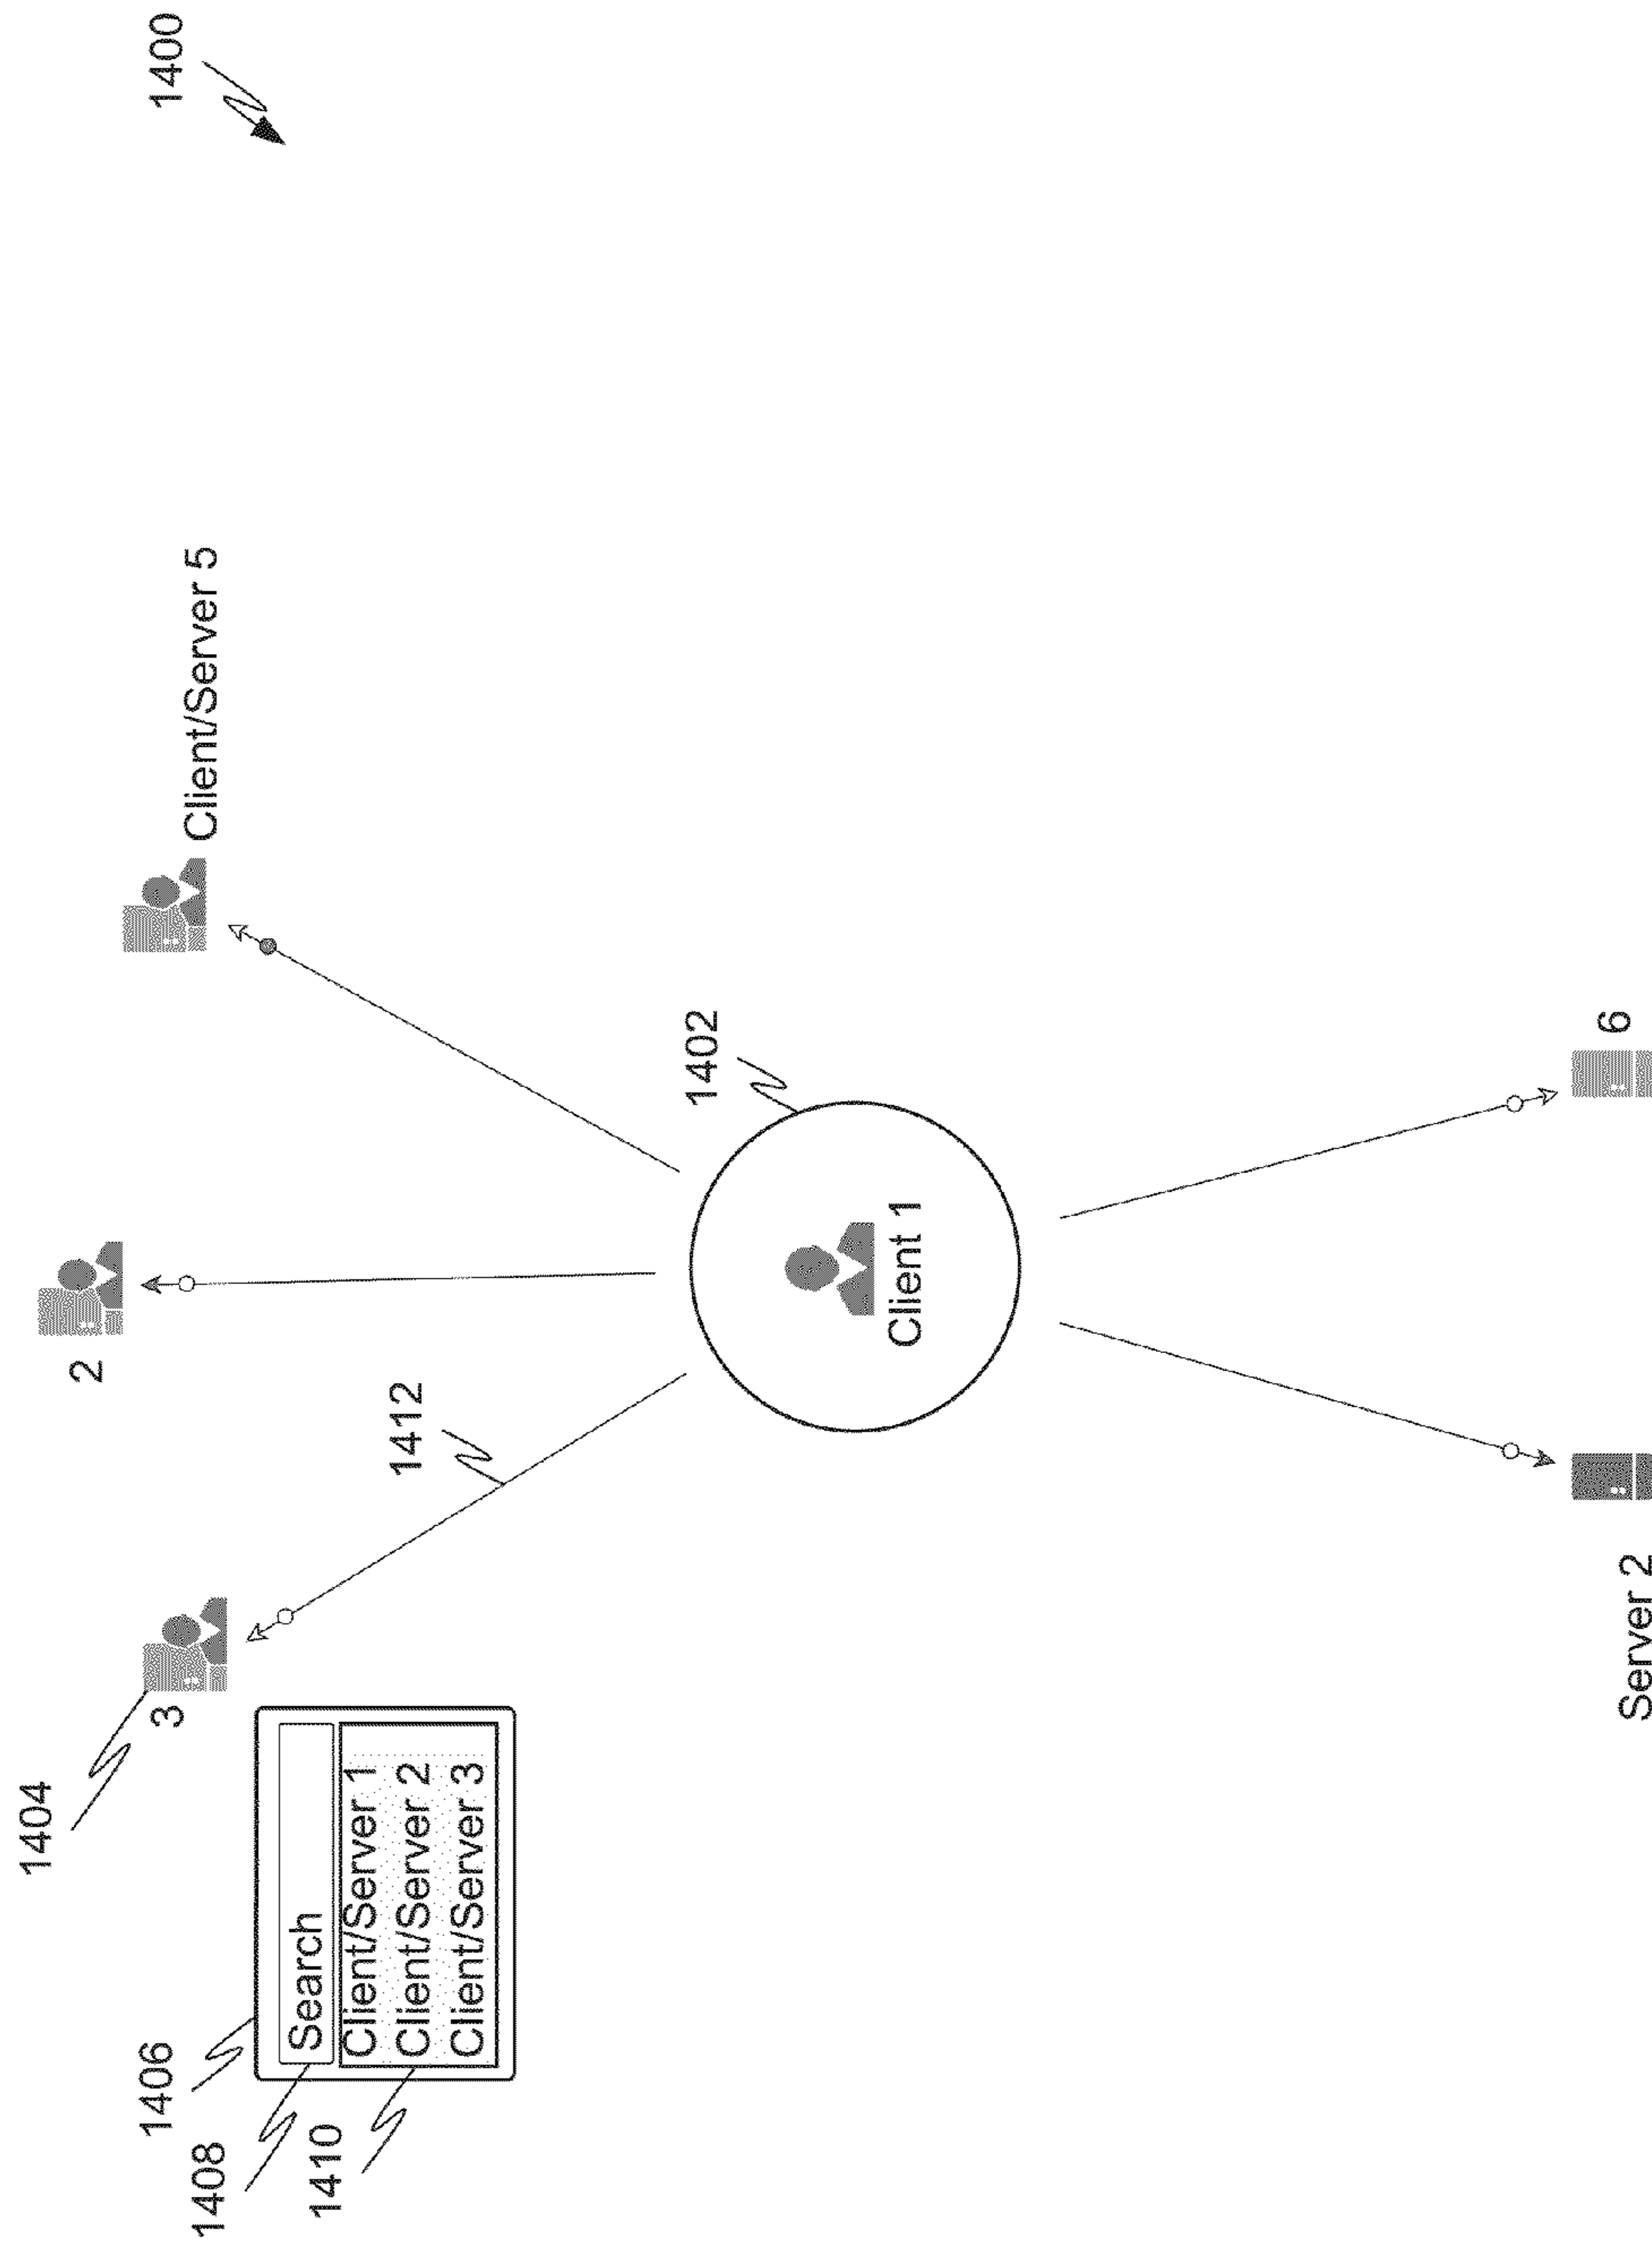 1404
2
1406
3
1400
1408
Client/Server 5
Search
1410
Client/Server 1
Client/Server 2
1412
Client/Server 3
1402
Client 1
Server 2
6